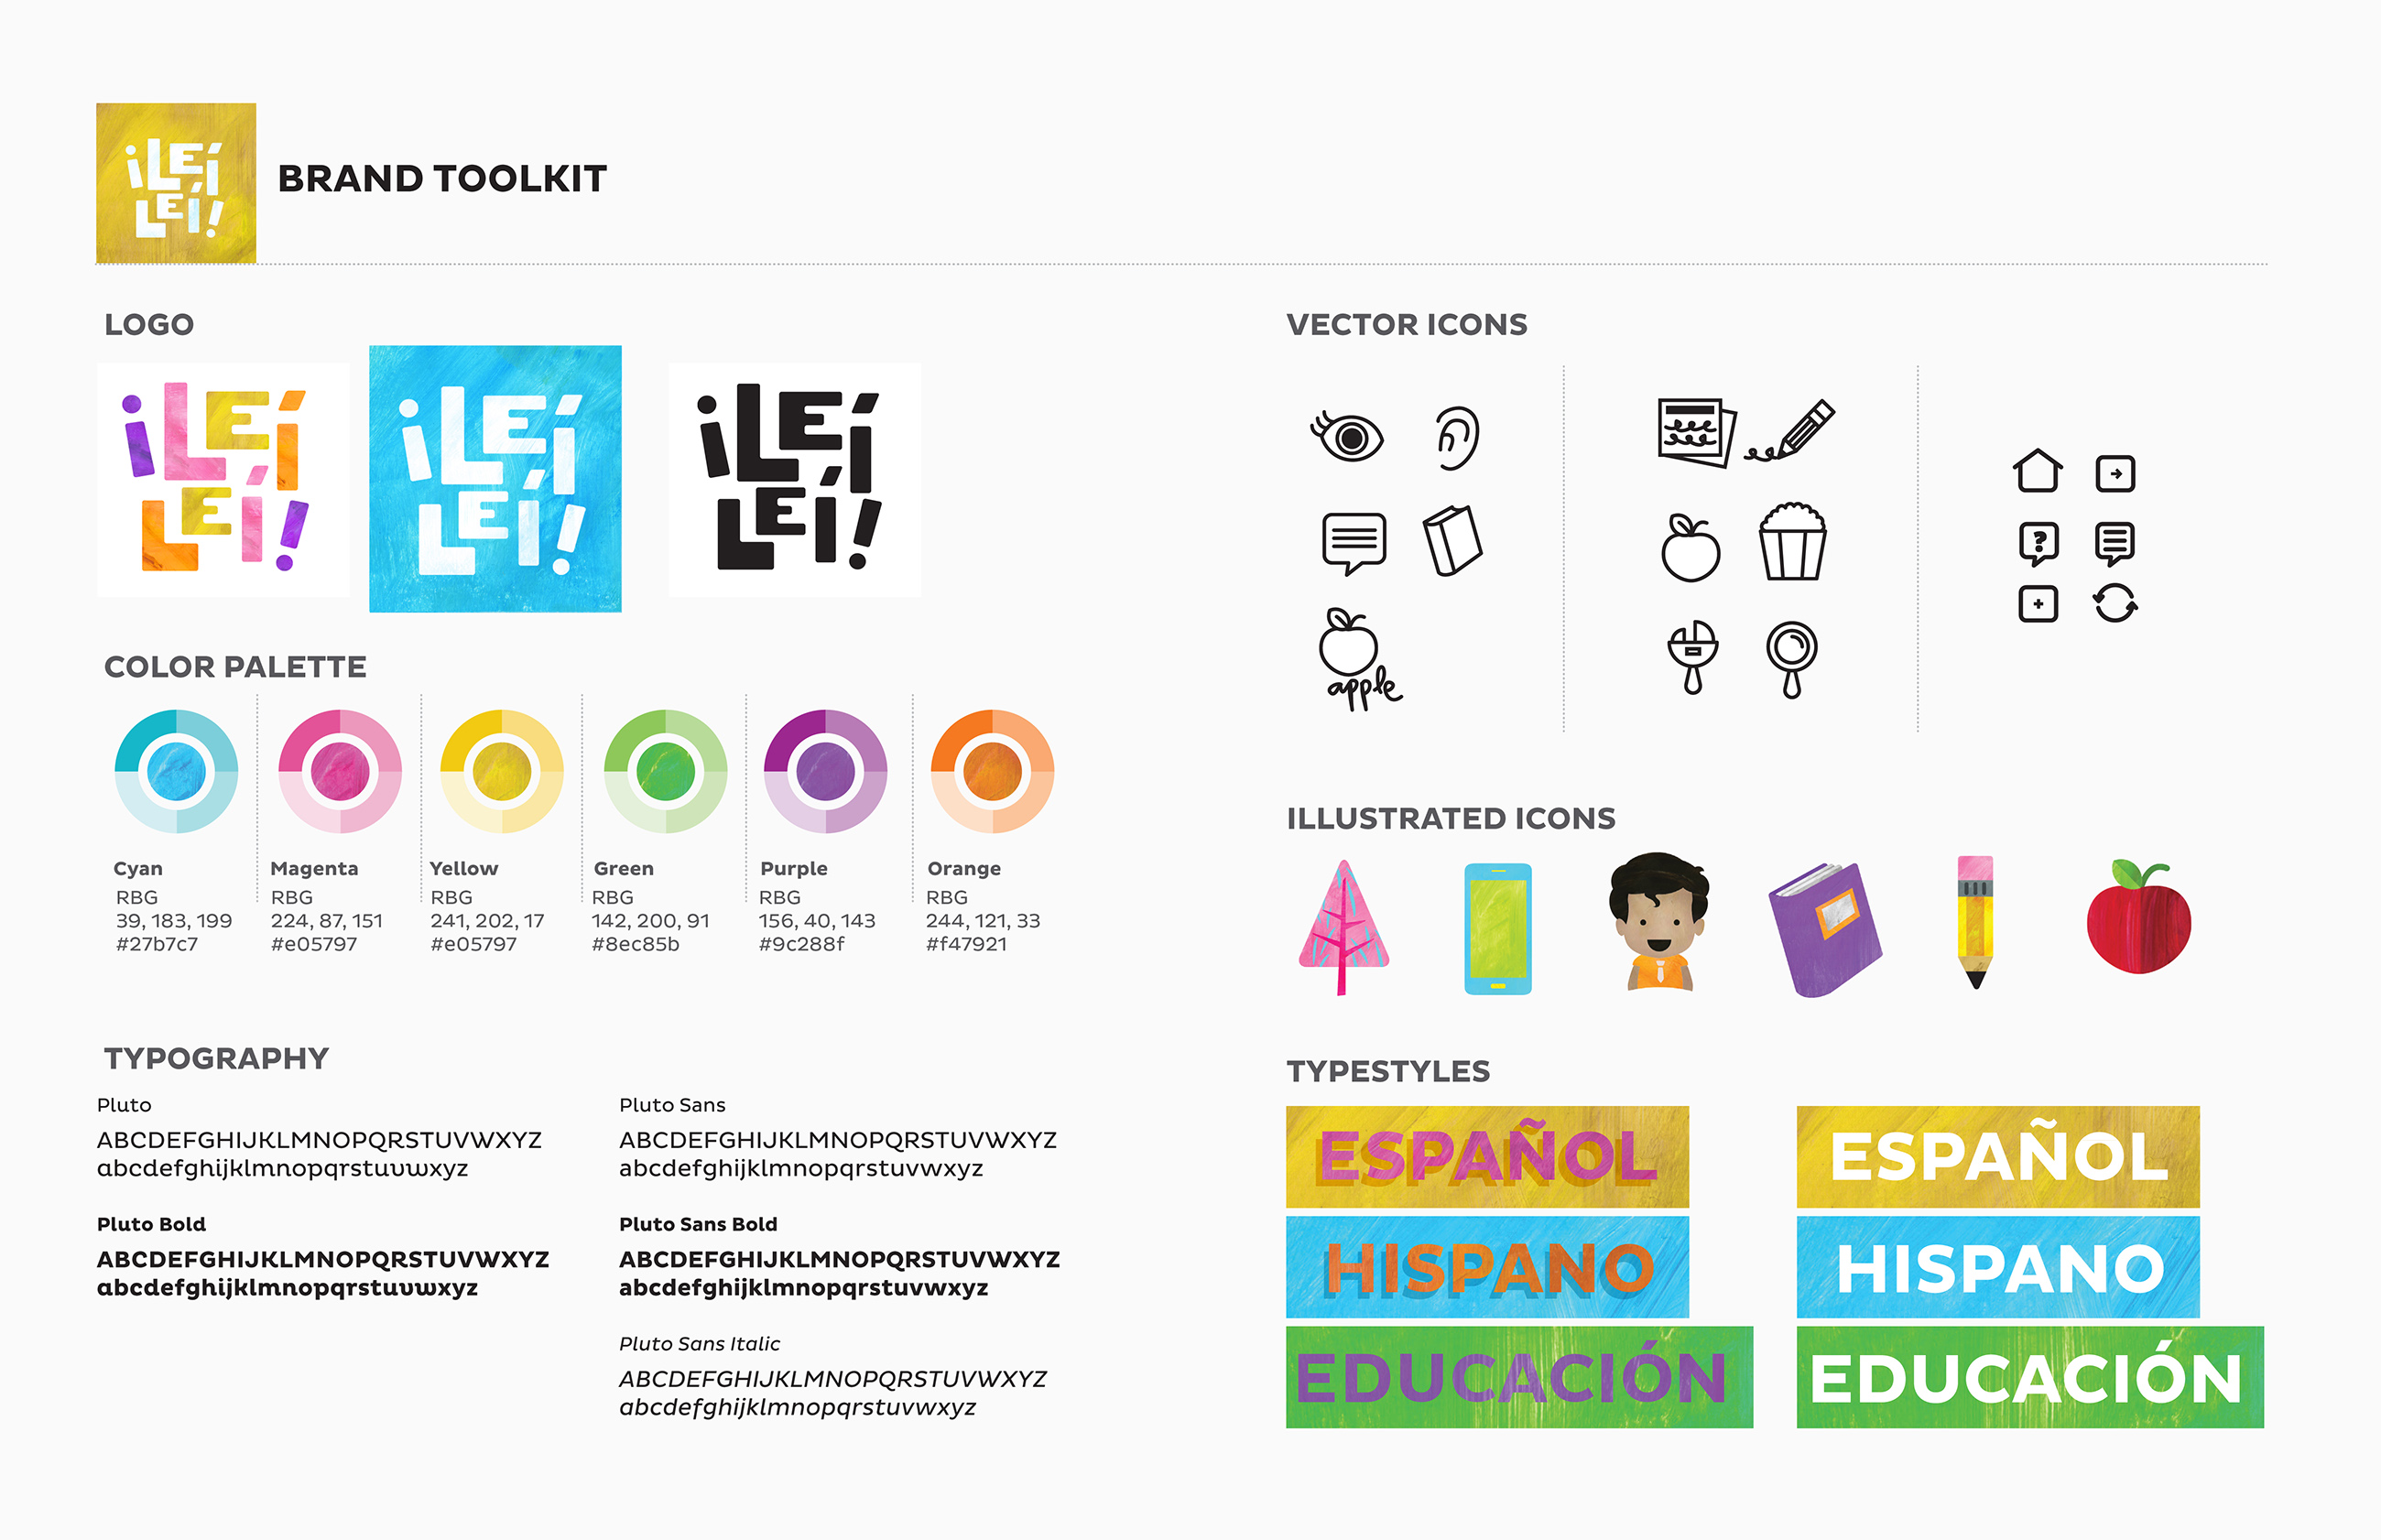 ¡LEÍ
LEÍ!
BRAND TOOLKIT
LOGO
¡LEÍ
LEÍ!
¡LEÍ
LEÍ!
¡LEÍ
LEÍ!
COLOR PALETTE
Cyan
RBG
39, 183, 199
#27b7c7
Magenta
RBG
224, 87, 151
#e05797
Yellow
RBG
241, 202, 17
#e05797
Green
RBG
142, 200, 91
#8ec85b
Purple
RBG
156, 40, 143
#9c288f
Orange
RBG
244, 121, 33
#f47921
TYPOGRAPHY
Pluto
ABCDEFGHIJKLMNOPQRSTUVWXYZ
abcdefghijklmnopqrstuvwxyz
Pluto Bold
ABCDEFGHIJKLMNOPQRSTUVWXYZ
abcdefghijklmnopqrstuvwxyz
Pluto Sans
ABCDEFGHIJKLMNOPQRSTUVWXYZ
abcdefghijklmnopqrstuvwxyz
Pluto Sans Bold
ABCDEFGHIJKLMNOPQRSTUVWXYZ
abcdefghijklmnopqrstuvwxyz
Pluto Sans Italic
ABCDEFGHIJKLMNOPQRSTUVWXYZ
abcdefghijklmnopqrstuvwxyz
VECTOR ICONS
apple
?
ILLUSTRATED ICONS
TYPESTYLES
ESPAÑOL
HISPANO
EDUCACIÓN
ESPAÑOL
HISPANO
EDUCACIÓN